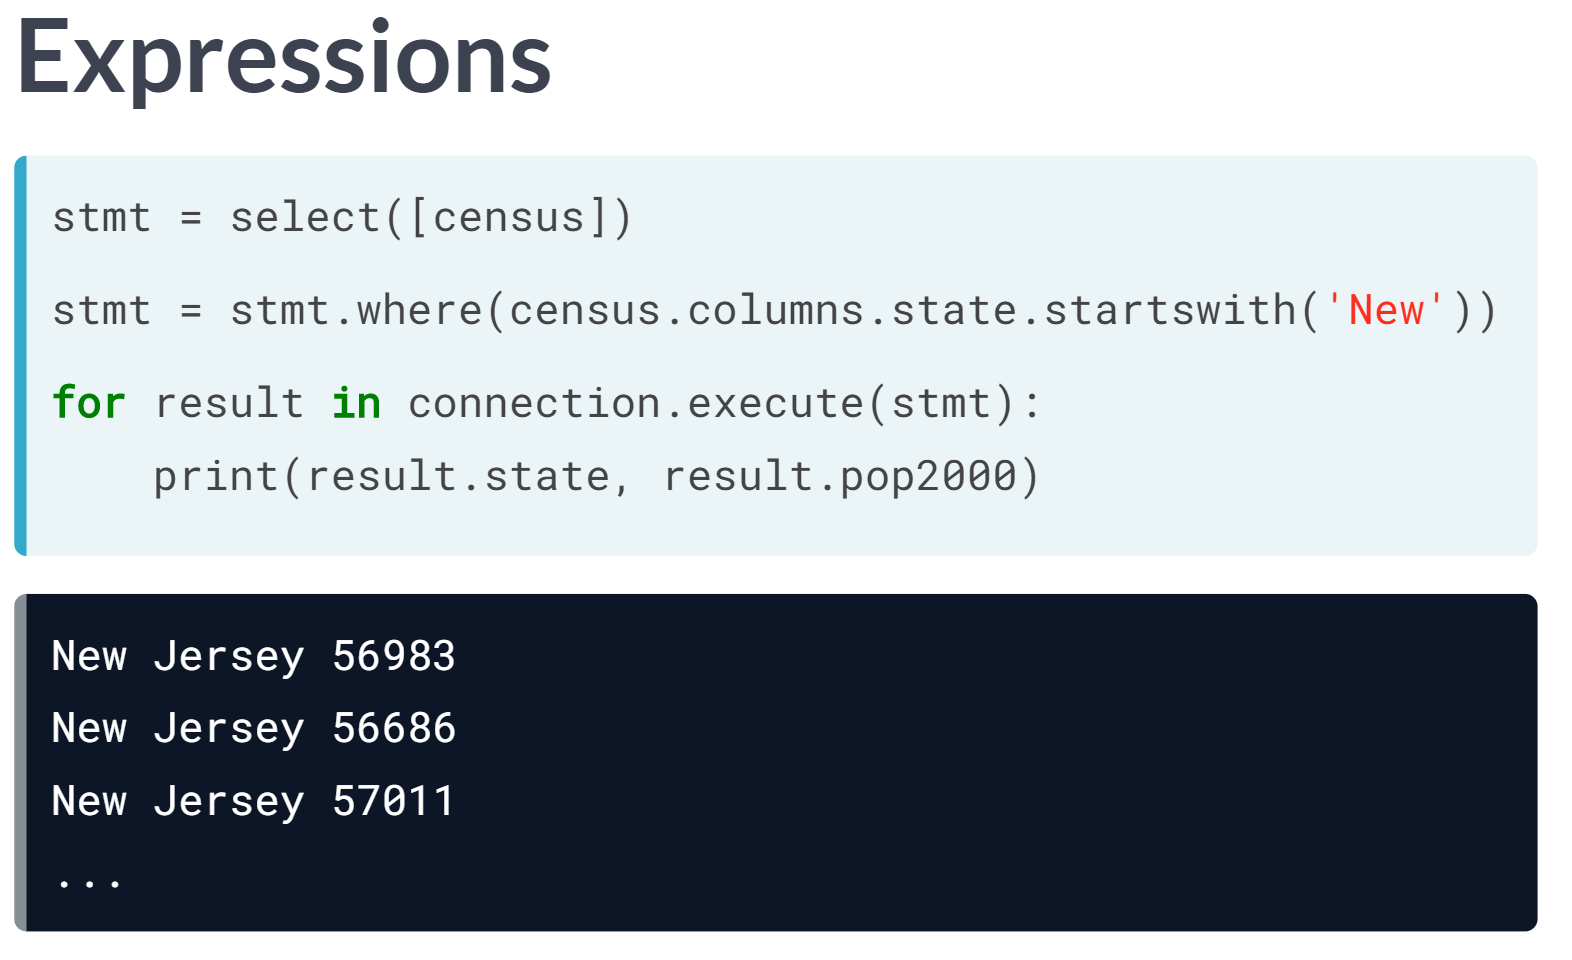 Expressions
stmt = select([census])
stmt = stmt.where(census.columns.state.startswith('New'))
for result in connection.execute(stmt):
    print(result.state, result.pop2000)
New Jersey 56983
New Jersey 56686
New Jersey 57011
...